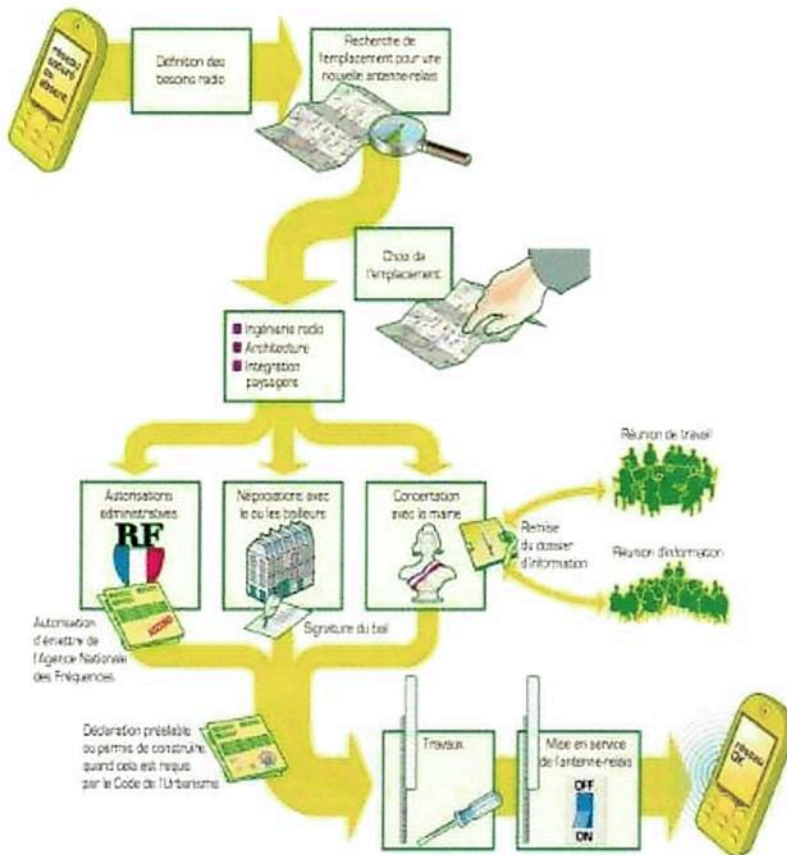 réseau
saturé
ou
absent
Définition des
besoins radio
Recherche de
l'emplacement pour une
nouvelle antenne-relais
Choix de
l'emplacement
Ingénierie radio
Architecture
Intégration
paysagère
Autorisations
administratives
RF
ACCORD
Autorisation
d'émettre de
l'Agence Nationale
des Fréquences
Négociations avec
le ou les bailleurs
Signature du bail
Concertation
avec la mairie
Remise
du dossier
d'information
Réunion de travail
Réunion d'information
Déclaration préalable
ou permis de construire,
quand cela est requis
par le Code de l'Urbanisme
Travaux
Mise en service
de l'antenne-relais
OFF
ON
réseau
OK